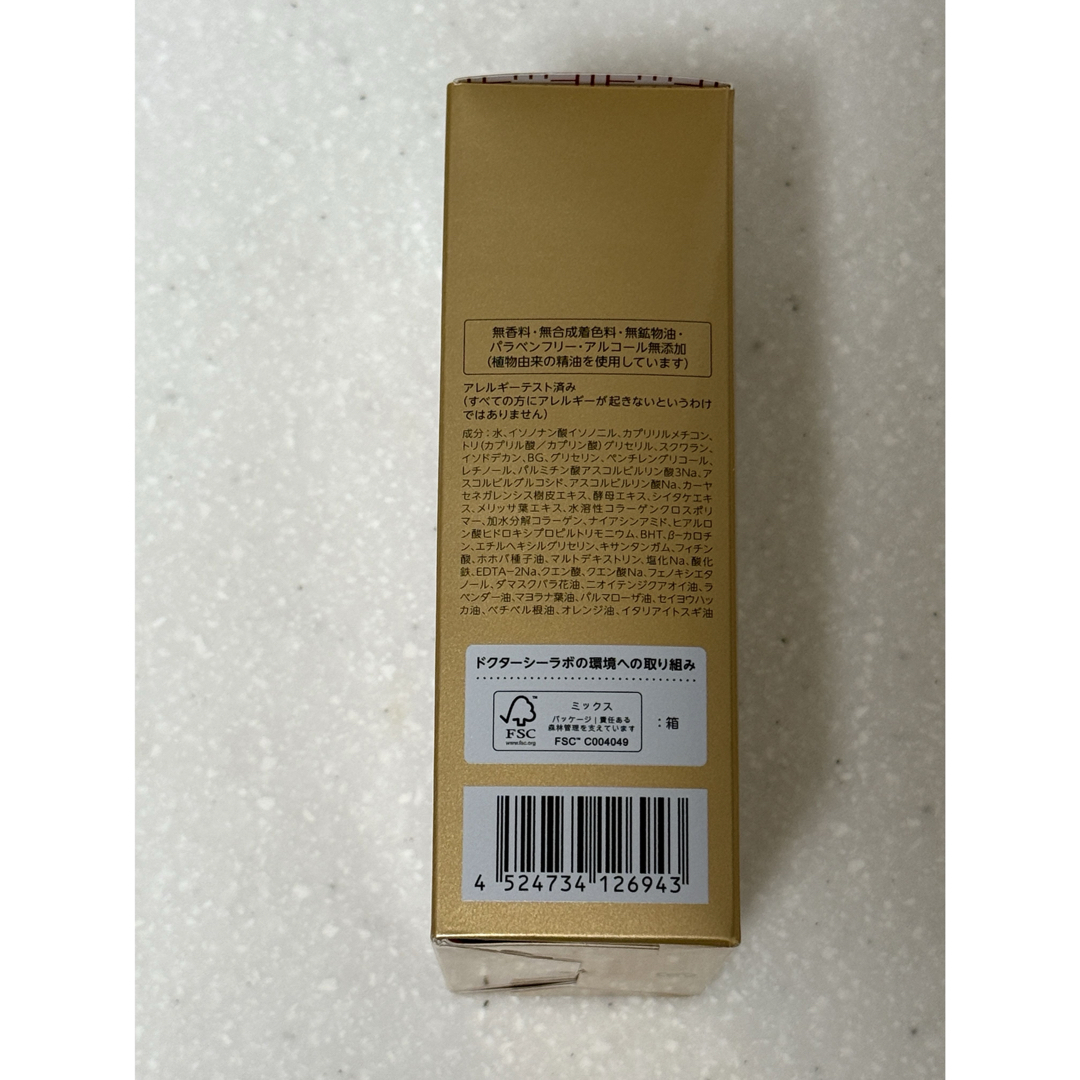 無香料・無合成着色料・無鉱物油・
パラベンフリー・アルコール無添加
(植物由来の精油を使用しています)
アレルギーテスト済み
(すべての方にアレルギーが起きないというわけ
ではありません)
成分：水、イソノナン酸イソノニル、カプリリルメチコン、
トリ(カプリル酸／カプリン酸)グリセリル、スクワラン、
イソドデカン、BG、グリセリン、ペンチレングリコール、
レチノール、パルミチン酸アスコルビルリン酸3Na、ア
スコルビルグルコシド、アスコルビルリン酸Na、カーヤ
セネガレンシス樹皮エキス、酵母エキス、シイタケエキ
ス、メリッサ葉エキス、水溶性コラーゲンクロスポリ
マー、加水分解コラーゲン、ナイアシンアミド、ヒアルロ
ン酸ヒドロキシプロピルトリモニウム、BHT、β-カロチ
ン、エチルヘキシルグリセリン、キサンタンガム、フィチン
酸、ホホバ種子油、マルトデキストリン、塩化Na、酸化
鉄、EDTA-2Na、クエン酸、クエン酸Na、フェノキシエタ
ノール、ダマスクバラ花油、ニオイテンジクアオイ油、ラ
ベンダー油、マヨラナ葉油、パルマローザ油、セイヨウハッ
カ油、ベチベル根油、オレンジ油、イタリアイトスギ油
ドクターシーラボの環境への取り組み
ミックス
パッケージ | 責任ある
森林管理を支えています
FSC™ C004049
FSC
www.fsc.org
：箱
4 524734 126943